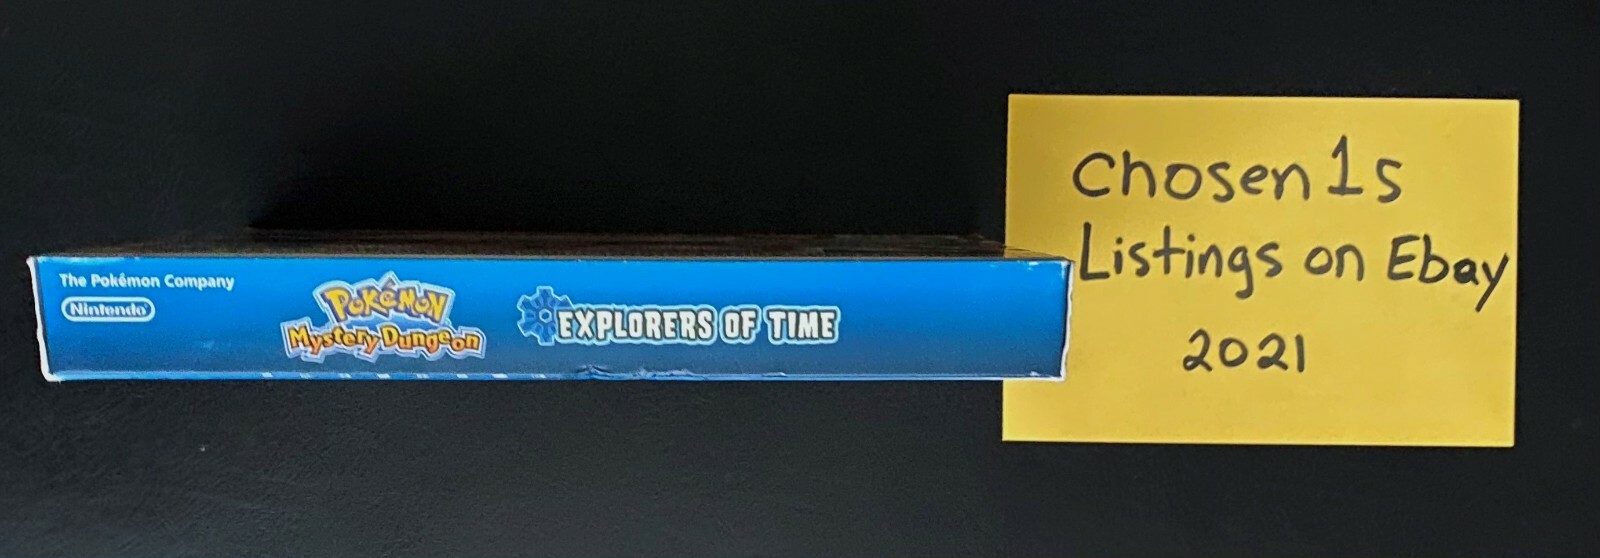 The Pokémon Company
Nintendo
POKéMON
Mystery Dungeon
EXPLORERS OF TIME
Chosen 1s
Listings on Ebay
2021